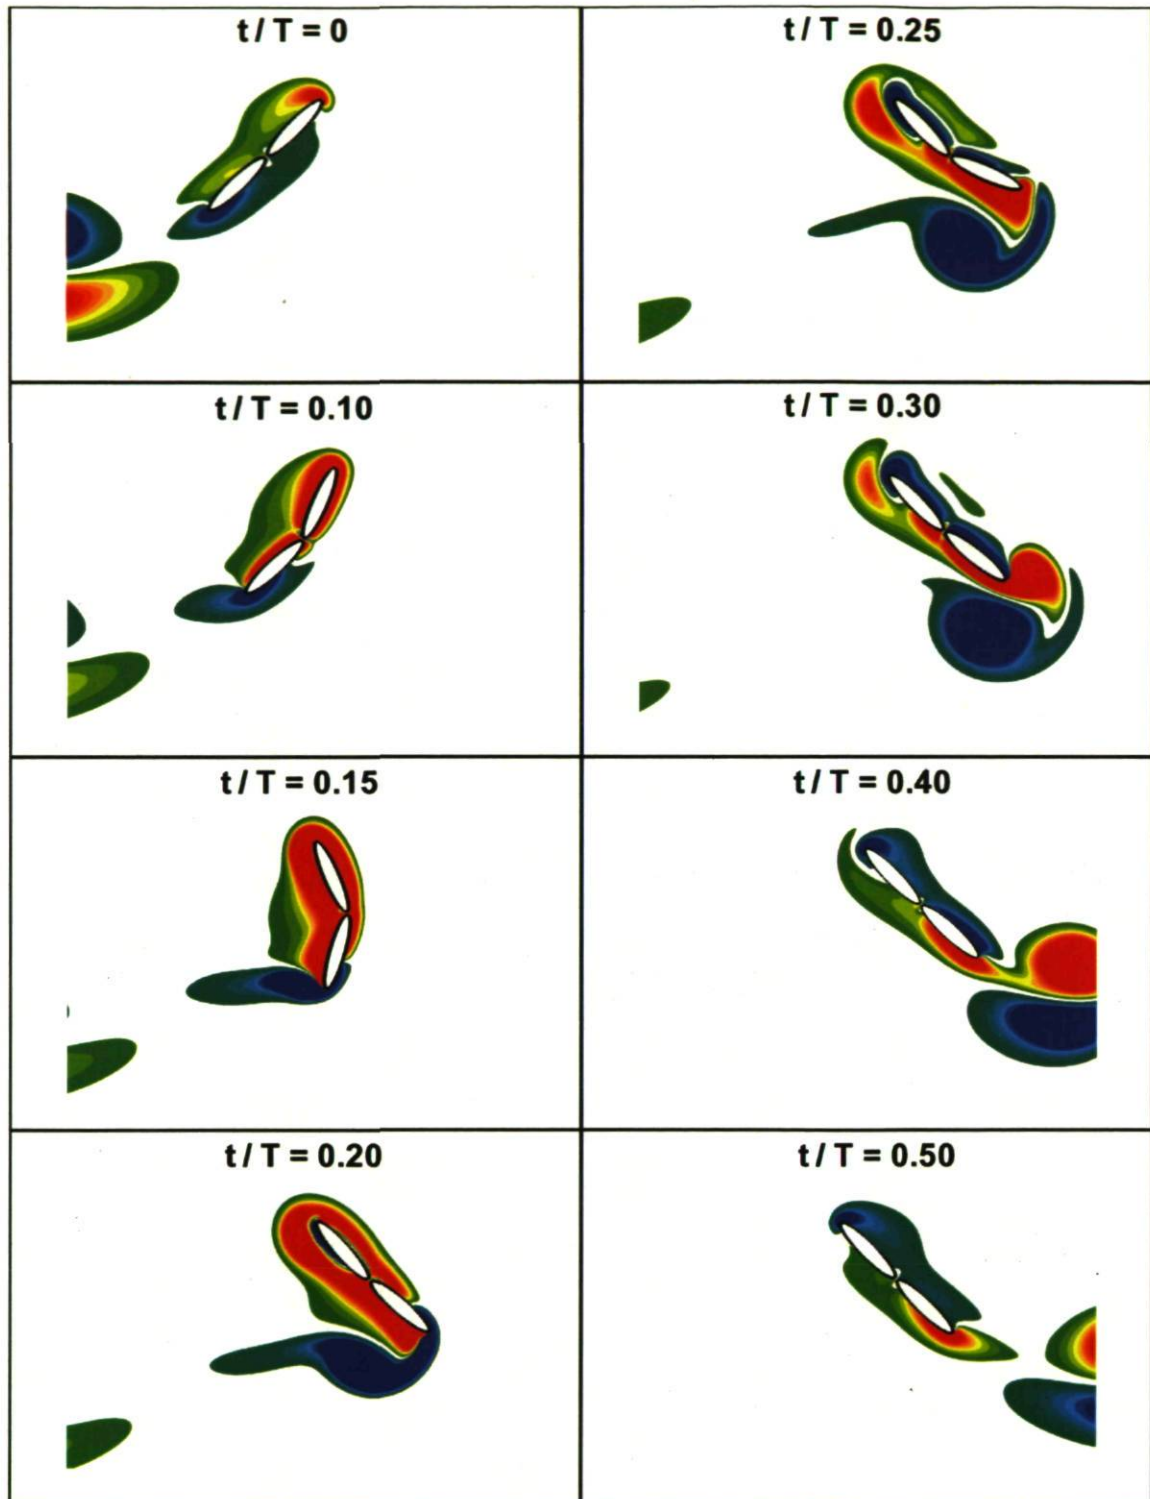 t / T = 0
t / T = 0.25
t / T = 0.10
t / T = 0.30
t / T = 0.15
t / T = 0.40
t / T = 0.20
t / T = 0.50